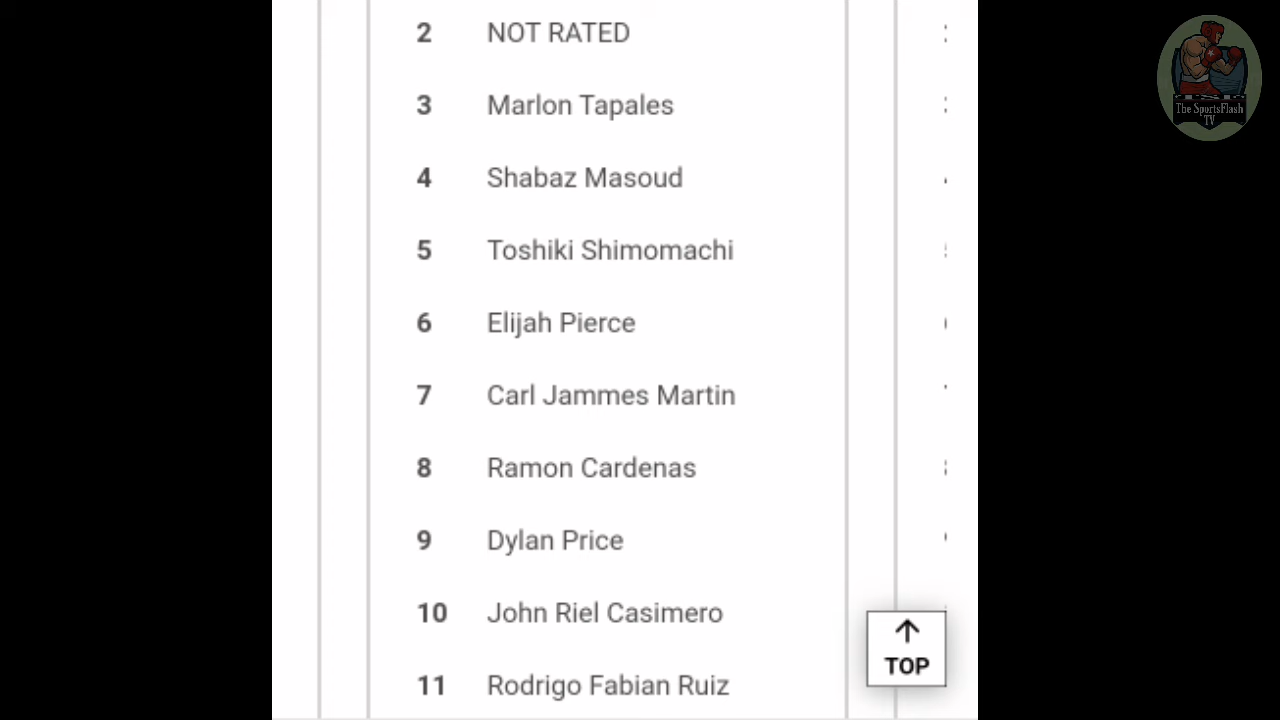 2 NOT RATED
3 Marlon Tapales
4 Shabaz Masoud
5 Toshiki Shimomachi
6 Elijah Pierce
7 Carl Jammes Martin
8 Ramon Cardenas
9 Dylan Price
10 John Riel Casimero
11 Rodrigo Fabian Ruiz
TOP
The SportsFlash
TV